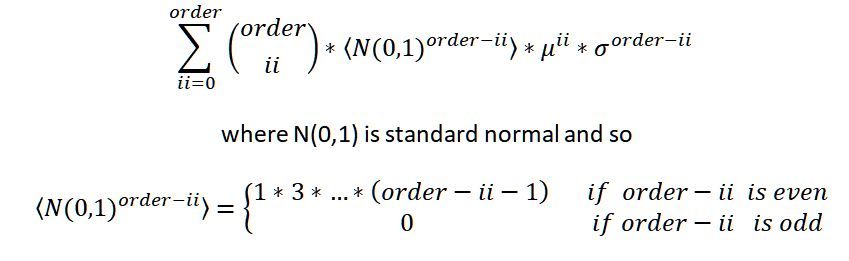 order
∑ (order ii) * ⟨N(0,1)^order−ii⟩ * μ^ii * σ^order−ii
ii=0
where N(0,1) is standard normal and so
⟨N(0,1)^order−ii⟩ = {1 * 3 * … * (order − ii − 1) if order − ii is even
0 if order − ii is odd